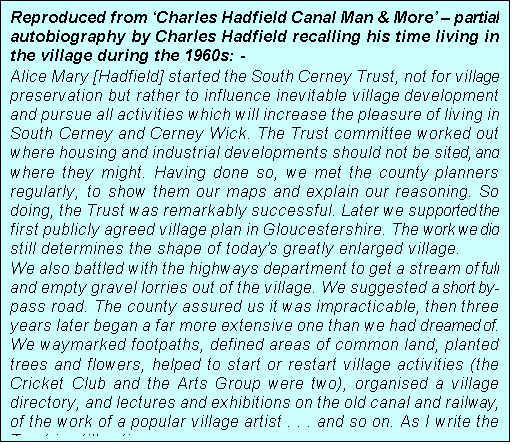 Reproduced from ‘Charles Hadfield Canal Man & More’ – partial
autobiography by Charles Hadfield recalling his time living in
the village during the 1960s: -
Alice Mary [Hadfield] started the South Cerney Trust, not for village
preservation but rather to influence inevitable village development
and pursue all activities which will increase the pleasure of living in
South Cerney and Cerney Wick. The Trust committee worked out
where housing and industrial developments should not be sited, and
where they might. Having done so, we met the county planners
regularly, to show them our maps and explain our reasoning. So
doing, the Trust was remarkably successful. Later we supported the
first publicly agreed village plan in Gloucestershire. The work we did
still determines the shape of today’s greatly enlarged village.
We also battled with the highways department to get a stream of full
and empty gravel lorries out of the village. We suggested a short by-
pass road. The county assured us it was impracticable, then three
years later began a far more extensive one than we had dreamed of.
We waymarked footpaths, defined areas of common land, planted
trees and flowers, helped to start or restart village activities (the
Cricket Club and the Arts Group were two), organised a village
directory, and lectures and exhibitions on the old canal and railway,
of the work of a popular village artist . . . and so on. As I write the